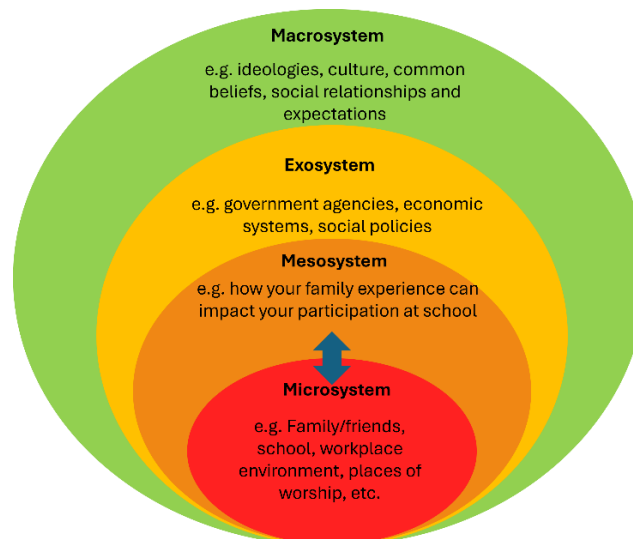 Macrosystem
e.g. ideologies, culture, common
beliefs, social relationships and
expectations
Exosystem
e.g. government agencies, economic
systems, social policies
Mesosystem
e.g. how your family experience can
impact your participation at school
Microsystem
e.g. Family/friends,
school, workplace
environment, places of
worship, etc.